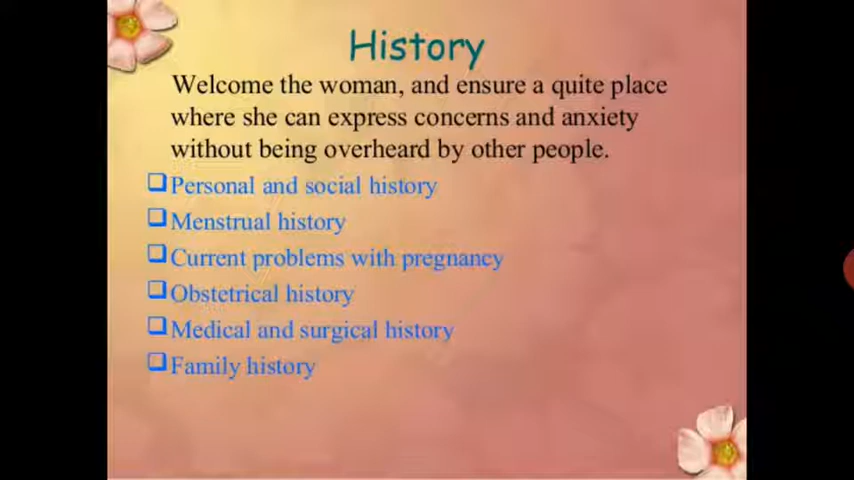 History
Welcome the woman, and ensure a quite place
where she can express concerns and anxiety
without being overheard by other people.
Personal and social history
Menstrual history
Current problems with pregnancy
Obstetrical history
Medical and surgical history
Family history